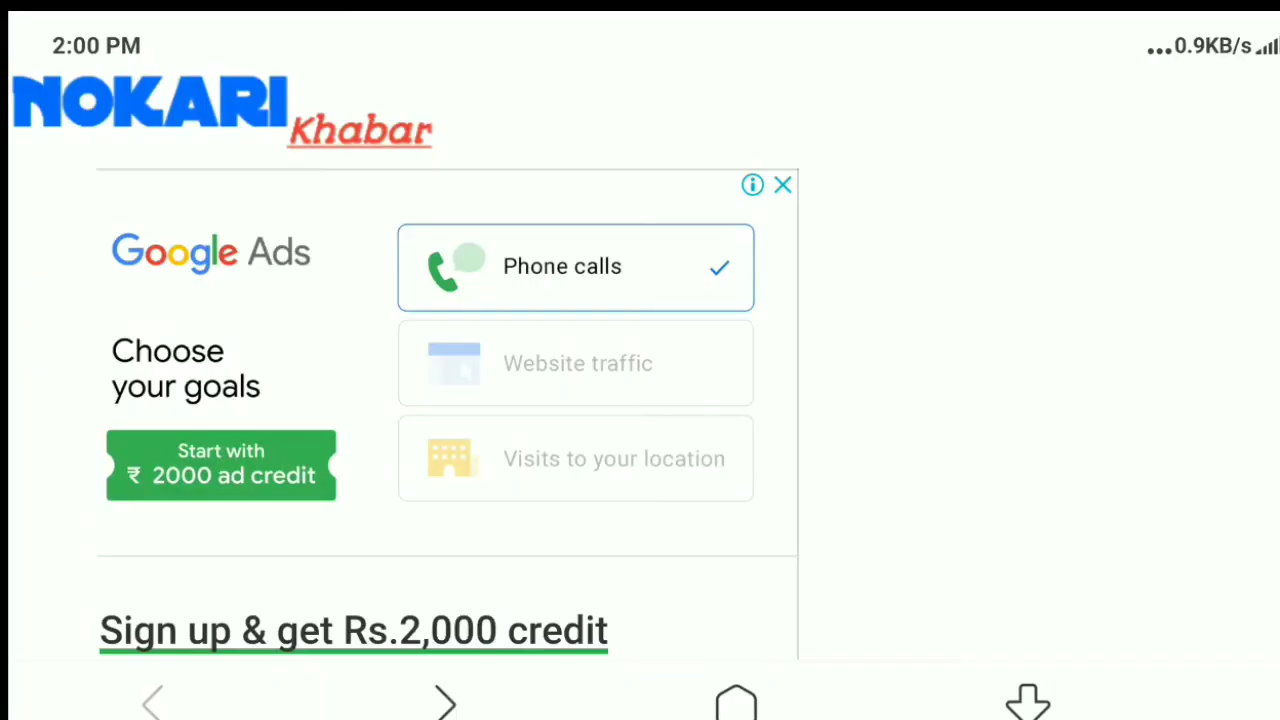 2:00 PM
...0.9KB/s
NOKARI
Khabar
Google Ads
Choose
your goals
Start with
₹ 2000 ad credit
Phone calls
Website traffic
Visits to your location
Sign up & get Rs.2,000 credit